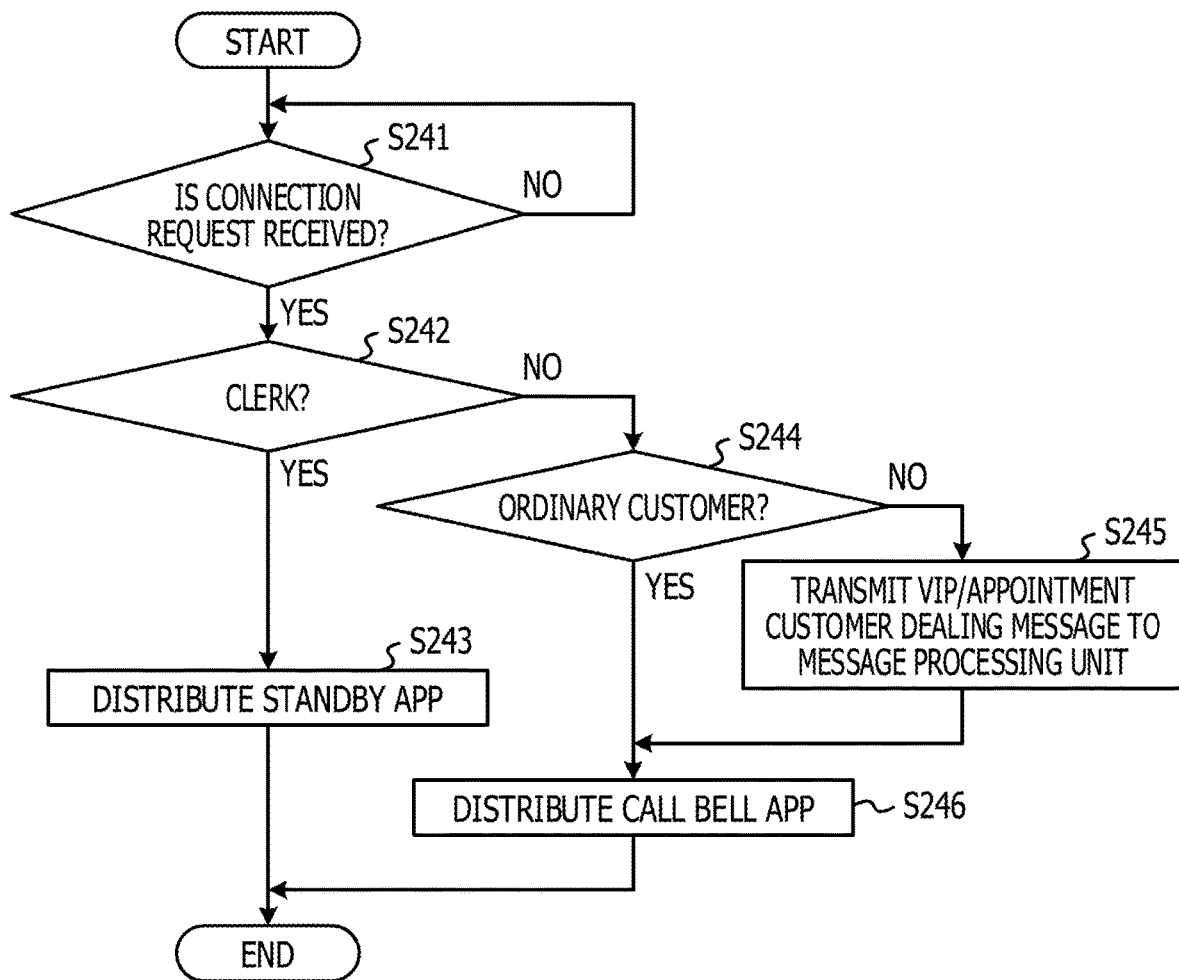 START
S241
IS CONNECTION
REQUEST RECEIVED?
NO
YES
S242
CLERK?
NO
YES
S244
ORDINARY CUSTOMER?
NO
YES
S245
TRANSMIT VIP/APPOINTMENT
CUSTOMER DEALING MESSAGE TO
MESSAGE PROCESSING UNIT
S243
DISTRIBUTE STANDBY APP
DISTRIBUTE CALL BELL APP
S246
END